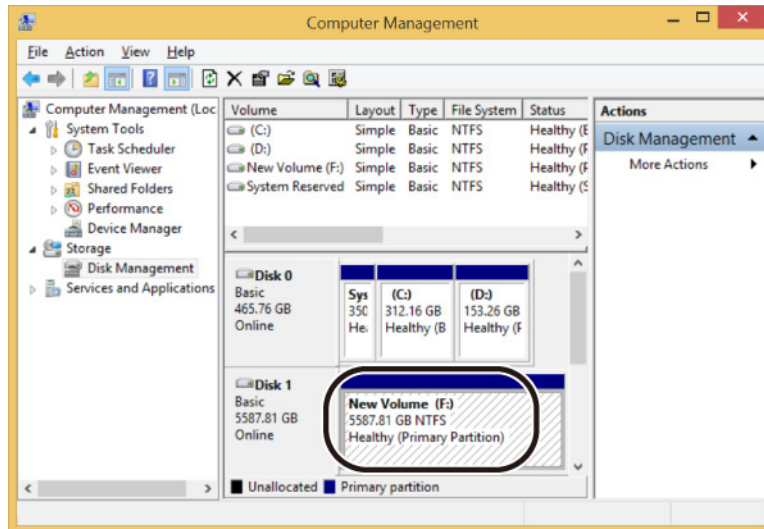 Computer Management
File Action View Help
Computer Management (Loc
System Tools
Task Scheduler
Event Viewer
Shared Folders
Performance
Device Manager
Storage
Disk Management
Services and Applications
Volume Layout Type File System Status
(C:) Simple Basic NTFS Healthy (E
(D:) Simple Basic NTFS Healthy (F
New Volume (F:) Simple Basic NTFS Healthy (F
System Reserved Simple Basic NTFS Healthy (S
Disk 0
Basic
465.76 GB
Online
Sys
350
He
(C:)
312.16 GB
Healthy (B
(D:)
153.26 GB
Healthy (F
Disk 1
Basic
5587.81 GB
Online
New Volume (F:)
5587.81 GB NTFS
Healthy (Primary Partition)
Unallocated Primary partition
Actions
Disk Management
More Actions